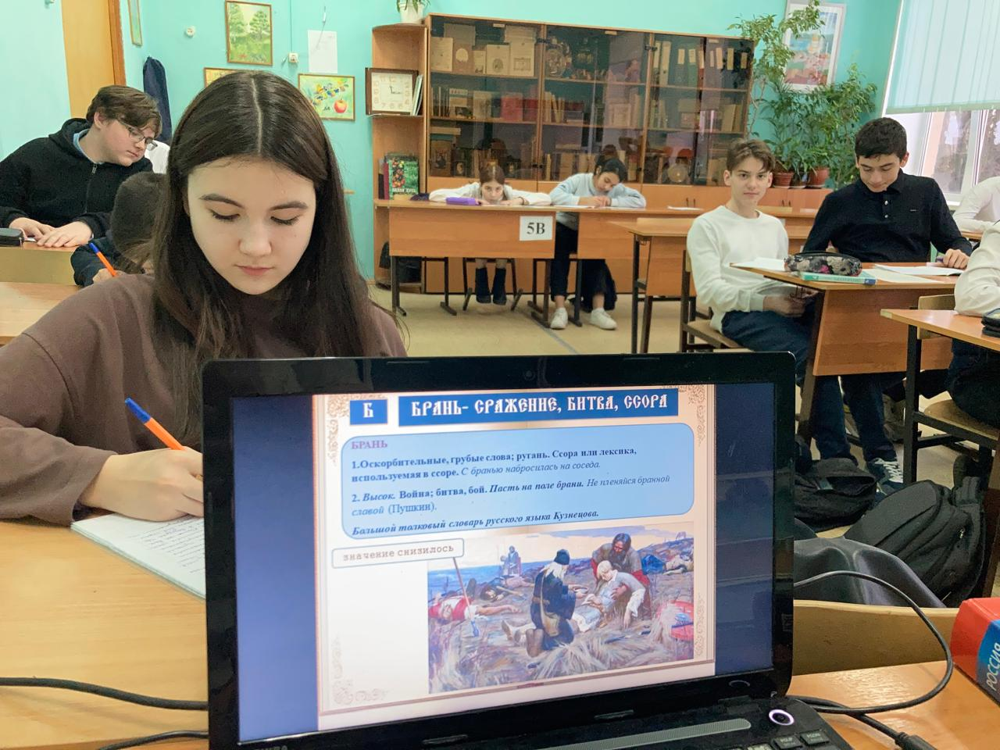 5В
Б
БРАНЬ- СРАЖЕНИЕ, БИТВА, ССОРА
БРАНЬ
1.Оскорбительные, грубые слова; ругань. Ссора или лексика,
используемая в ссоре. С бранью набросилась на соседа.
2. Высок. Война; битва, бой. Пасть на поле брани. Не пленяйся бранной
славой (Пушкин).
Большой толковый словарь русского языка Кузнецова.
значение снизилось
РОССИЯ